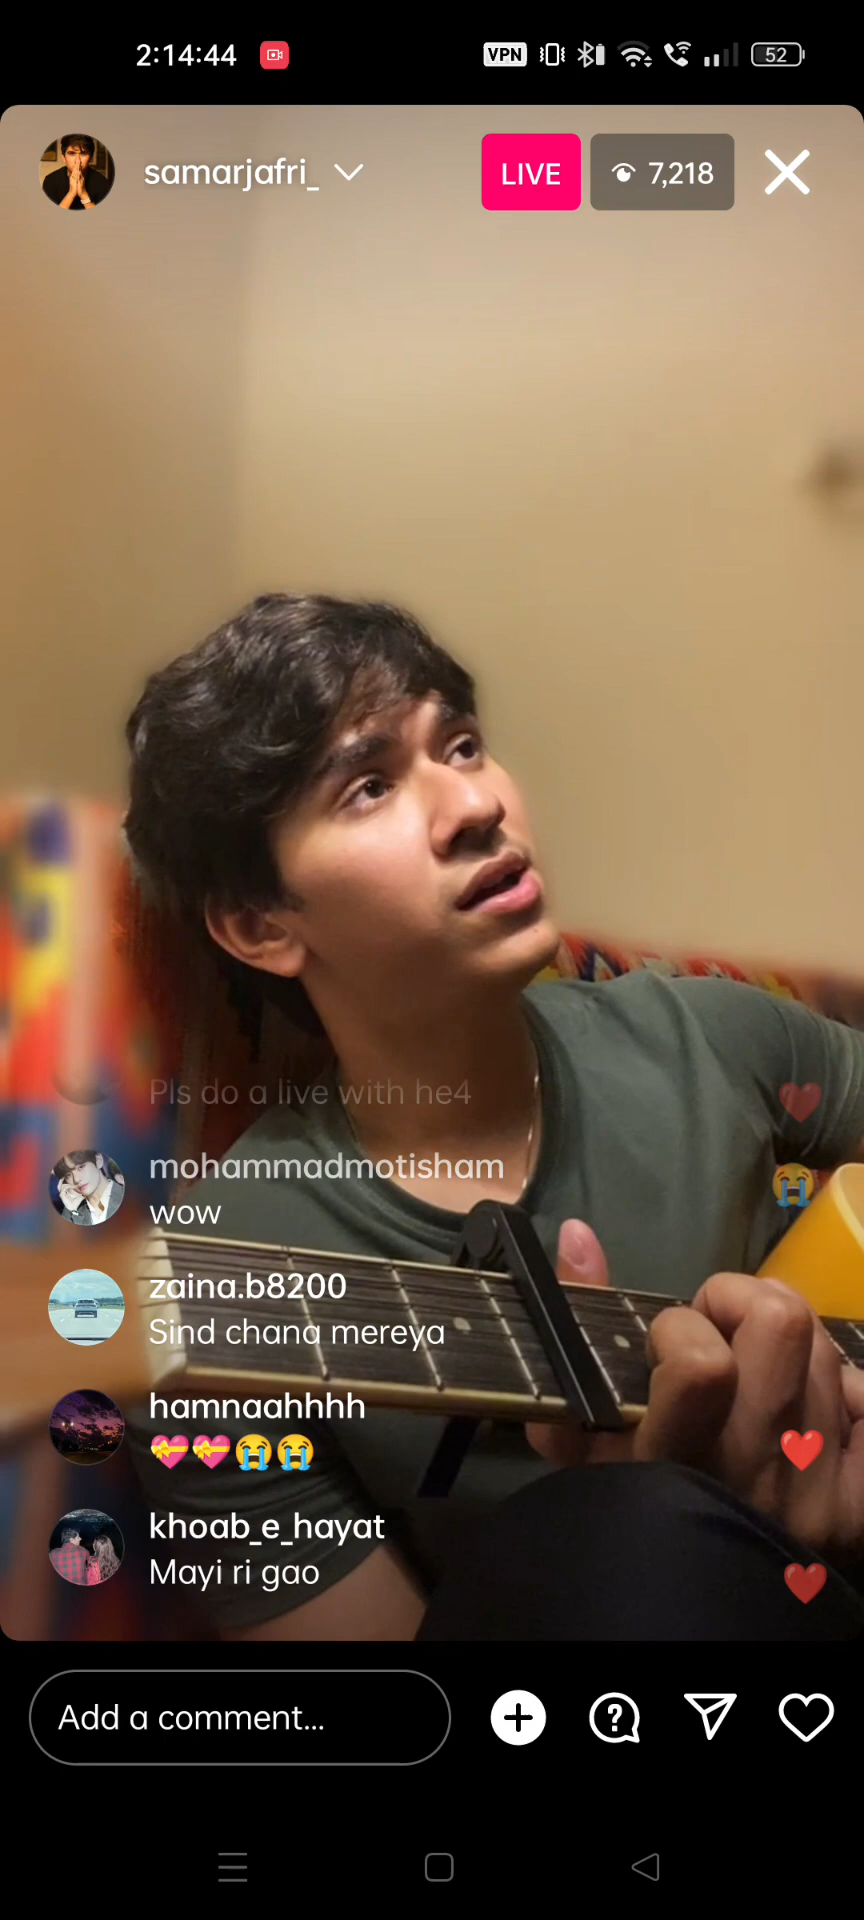 2:14:44
VPN
52
samarjafri_
LIVE
7,218
Pls do a live with he4
mohammadmotisham
wow
zaina.b8200
Sind chana mereya
hamnaahhhh
💝💝😭😭
khoab_e_hayat
Mayi ri gao
Add a comment...